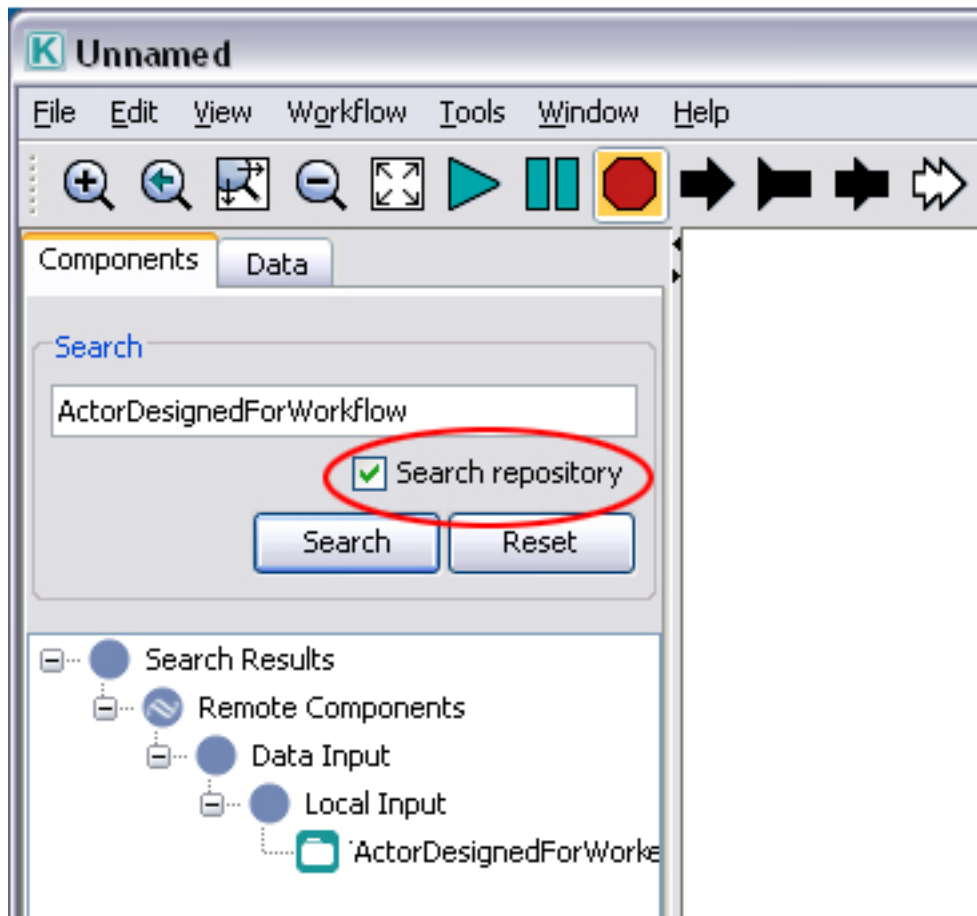 K Unnamed
File Edit View Workflow Tools Window Help
Components Data
Search
ActorDesignedForWorkflow
Search repository
Search Reset
Search Results
Remote Components
Data Input
Local Input
'ActorDesignedForWorke